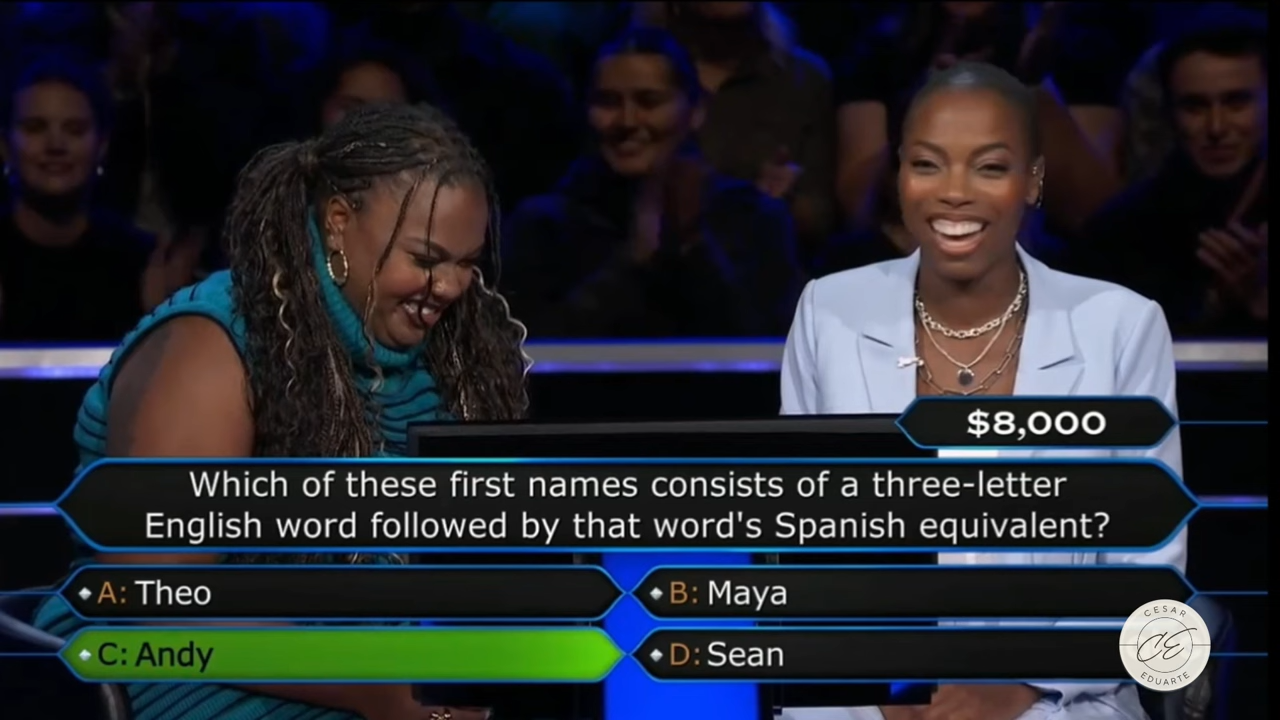 $8,000
Which of these first names consists of a three-letter
English word followed by that word's Spanish equivalent?
A: Theo
B: Maya
C: Andy
D: Sean
CESAR
CE
EDUARTE